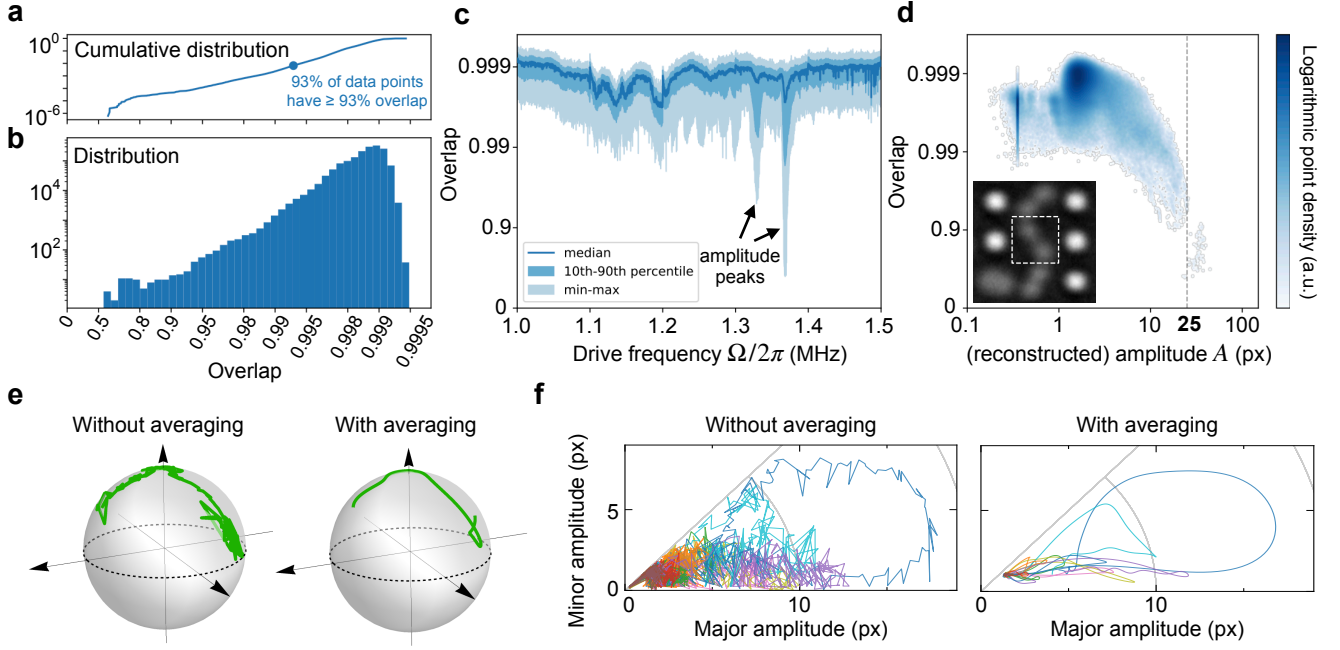 a
10⁰
10⁻⁶
Cumulative distribution
93% of data points
have ≥ 93% overlap
b
Distribution
10⁴
10²
0
0.5
0.8
0.9
0.95
0.98
0.99
0.995
0.998
0.999
0.9995
Overlap
c
Overlap
0.999
0.99
0.9
0
median
10th-90th percentile
min-max
amplitude
peaks
1.0
1.1
1.2
1.3
1.4
1.5
Drive frequency Ω/2π (MHz)
d
Overlap
0.999
0.99
0.9
0
0.1
1
10
25
100
(reconstructed) amplitude A (px)
Logarithmic point density (a.u.)
e
Without averaging
With averaging
f
Without averaging
With averaging
Minor amplitude (px)
5
0
0
10
Major amplitude (px)
0
10
Major amplitude (px)